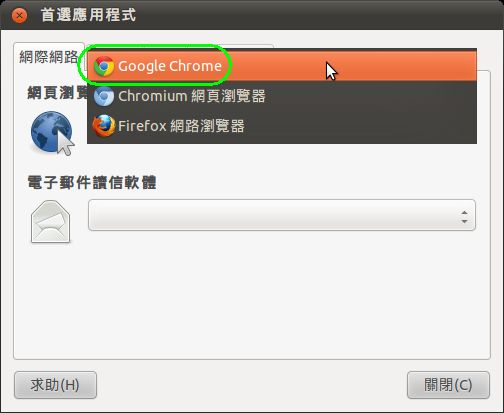 首選應用程式
網際網路
Google Chrome
網頁瀏覽
Chromium 網頁瀏覽器
Firefox 網路瀏覽器
電子郵件讀信軟體
求助(H)
關閉(C)